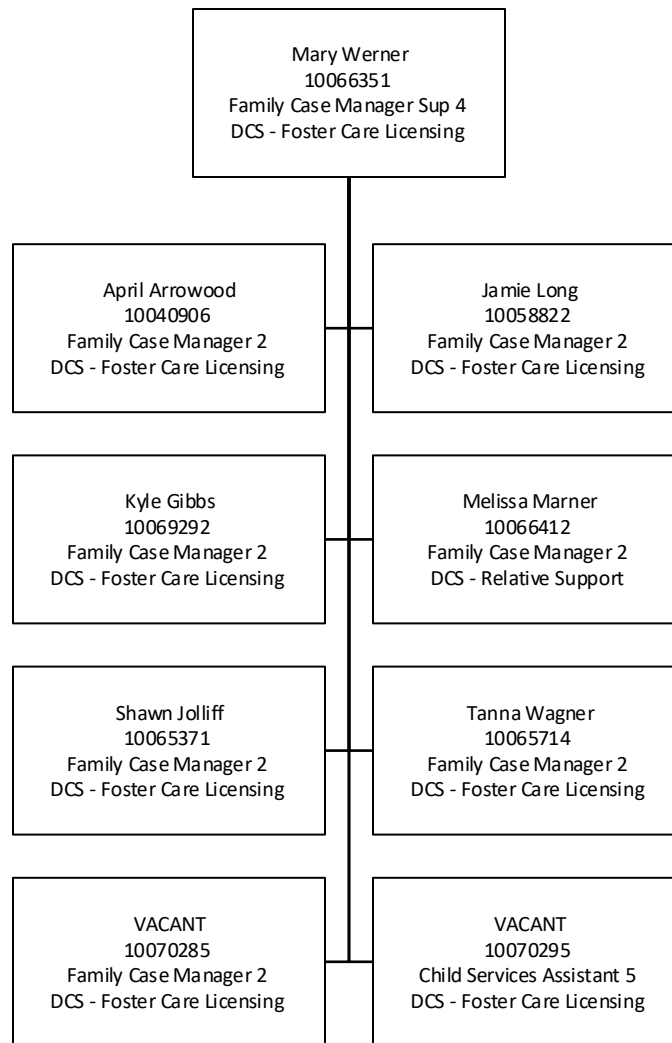 Mary Werner
10066351
Family Case Manager Sup 4
DCS - Foster Care Licensing
April Arrowood
10040906
Family Case Manager 2
DCS - Foster Care Licensing
Jamie Long
10058822
Family Case Manager 2
DCS - Foster Care Licensing
Kyle Gibbs
10069292
Family Case Manager 2
DCS - Foster Care Licensing
Melissa Marner
10066412
Family Case Manager 2
DCS - Relative Support
Shawn Jolliff
10065371
Family Case Manager 2
DCS - Foster Care Licensing
Tanna Wagner
10065714
Family Case Manager 2
DCS - Foster Care Licensing
VACANT
10070285
Family Case Manager 2
DCS - Foster Care Licensing
VACANT
10070295
Child Services Assistant 5
DCS - Foster Care Licensing